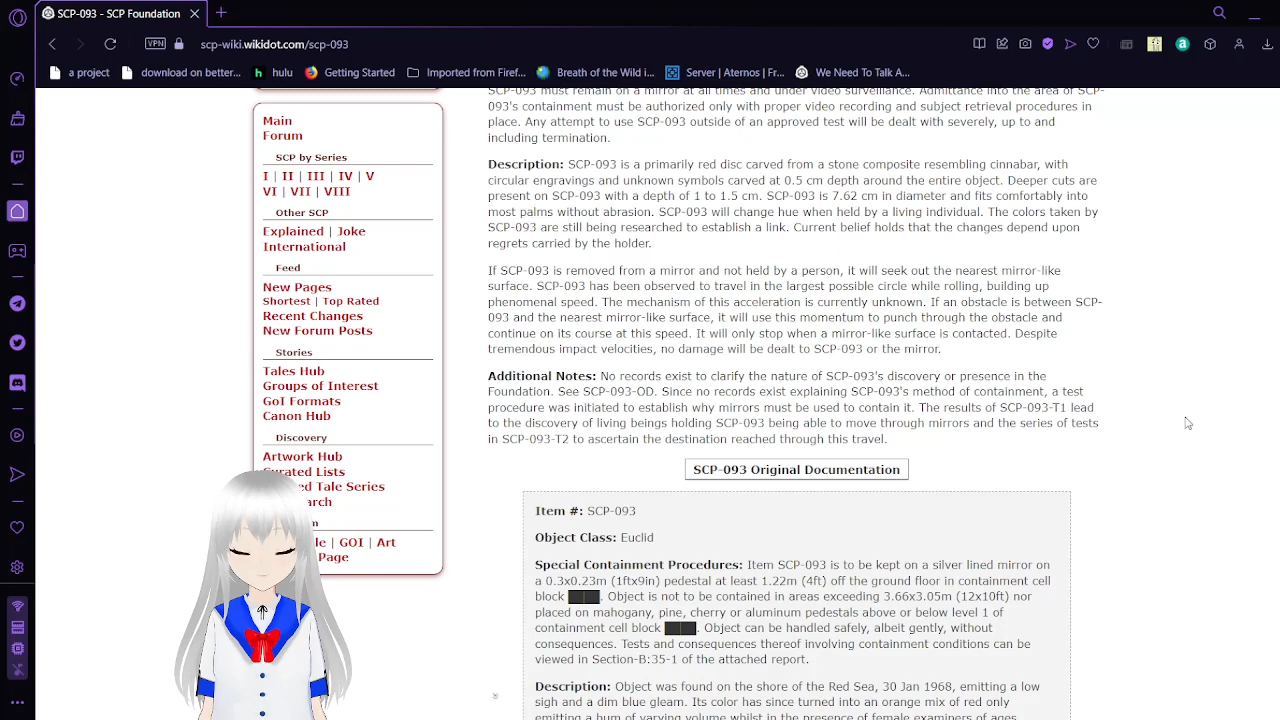 SCP-093 - SCP Foundation
VPN
scp-wiki.wikidot.com/scp-093
a project
download on better...
hulu
Getting Started
Imported from Firef...
Breath of the Wild i...
Server | Aternos | Fr...
We Need To Talk A...
Main
Forum
SCP by Series
I | II | III | IV | V
VI | VII | VIII
Other SCP
Explained | Joke
International
Feed
New Pages
Shortest | Top Rated
Recent Changes
New Forum Posts
Stories
Tales Hub
Groups of Interest
GoI Formats
Canon Hub
Discovery
Artwork Hub
Curated Lists
Tale Series
| GOI | Art
Page
SCP-093 must remain on a mirror at all times and under video surveillance. Admittance into the area of SCP-
093's containment must be authorized only with proper video recording and subject retrieval procedures in
place. Any attempt to use SCP-093 outside of an approved test will be dealt with severely, up to and
including termination.
Description: SCP-093 is a primarily red disc carved from a stone composite resembling cinnabar, with
circular engravings and unknown symbols carved at 0.5 cm depth around the entire object. Deeper cuts are
present on SCP-093 with a depth of 1 to 1.5 cm. SCP-093 is 7.62 cm in diameter and fits comfortably into
most palms without abrasion. SCP-093 will change hue when held by a living individual. The colors taken by
SCP-093 are still being researched to establish a link. Current belief holds that the changes depend upon
regrets carried by the holder.
If SCP-093 is removed from a mirror and not held by a person, it will seek out the nearest mirror-like
surface. SCP-093 has been observed to travel in the largest possible circle while rolling, building up
phenomenal speed. The mechanism of this acceleration is currently unknown. If an obstacle is between SCP-
093 and the nearest mirror-like surface, it will use this momentum to punch through the obstacle and
continue on its course at this speed. It will only stop when a mirror-like surface is contacted. Despite
tremendous impact velocities, no damage will be dealt to SCP-093 or the mirror.
Additional Notes: No records exist to clarify the nature of SCP-093's discovery or presence in the
Foundation. See SCP-093-OD. Since no records exist explaining SCP-093's method of containment, a test
procedure was initiated to establish why mirrors must be used to contain it. The results of SCP-093-T1 lead
to the discovery of living beings holding SCP-093 being able to move through mirrors and the series of tests
in SCP-093-T2 to ascertain the destination reached through this travel.
SCP-093 Original Documentation
Item #: SCP-093
Object Class: Euclid
Special Containment Procedures: Item SCP-093 is to be kept on a silver lined mirror on
a 0.3x0.23m (1ftx9in) pedestal at least 1.22m (4ft) off the ground floor in containment cell
block ██. Object is not to be contained in areas exceeding 3.66x3.05m (12x10ft) nor
placed on mahogany, pine, cherry or aluminum pedestals above or below level 1 of
containment cell block ██. Object can be handled safely, albeit gently, without
consequences. Tests and consequences thereof involving containment conditions can be
viewed in Section-B:35-1 of the attached report.
Description: Object was found on the shore of the Red Sea, 30 Jan 1968, emitting a low
sigh and a dim blue gleam. Its color has since turned into an orange mix of red only
emitting a hum of varying volume whilst in the presence of female examiners of ages